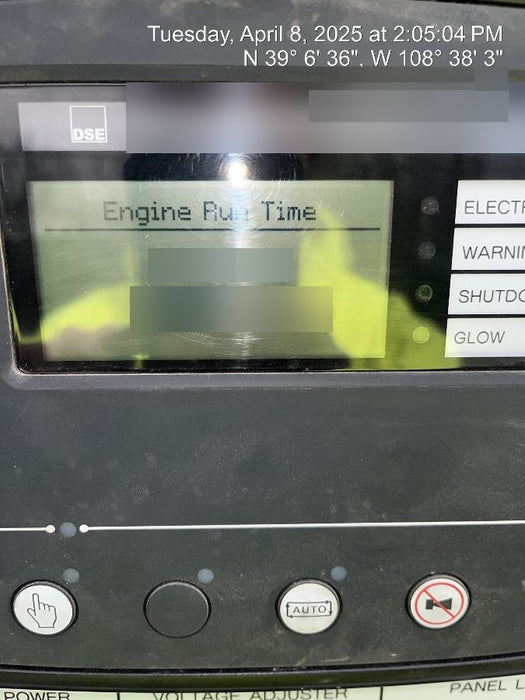 Tuesday, April 8, 2025 at 2:05:04 PM
N 39° 6' 36", W 108° 38' 3"
DSE
Engine Run Time
ELECTR
WARNIN
SHUTDO
GLOW
AUTO
POWER
VOLTAGE ADJUSTER
PANEL L